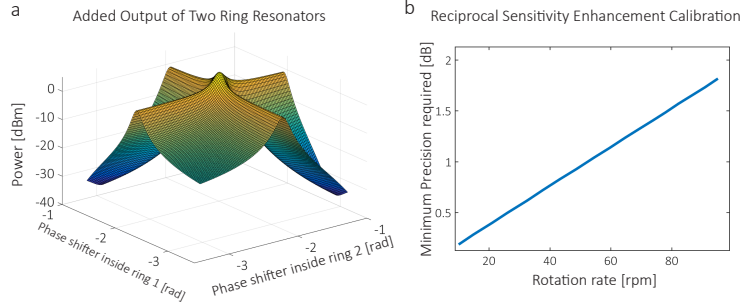 a
Added Output of Two Ring Resonators
0
-10
-20
-30
-40
Power [dBm]
-1
-2
-3
Phase shifter inside ring 1 [rad]
-3
-2
-1
Phase shifter inside ring 2 [rad]
b
Reciprocal Sensitivity Enhancement Calibration
Minimum Precision required [dB]
2
1.5
1
0.5
20
40
60
80
Rotation rate [rpm]